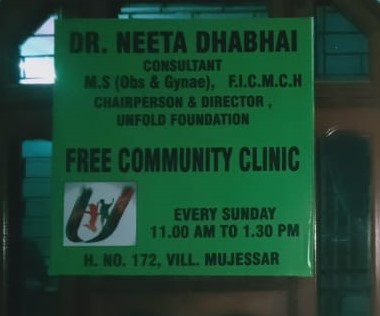 DR. NEETA DHABHAI
CONSULTANT
M.S (Obs & Gynae), F.I.C.M.C.H
CHAIRPERSON & DIRECTOR,
UNFOLD FOUNDATION
FREE COMMUNITY CLINIC
EVERY SUNDAY
11.00 AM TO 1.30 PM
H. NO. 172, VILL. MUJESSAR